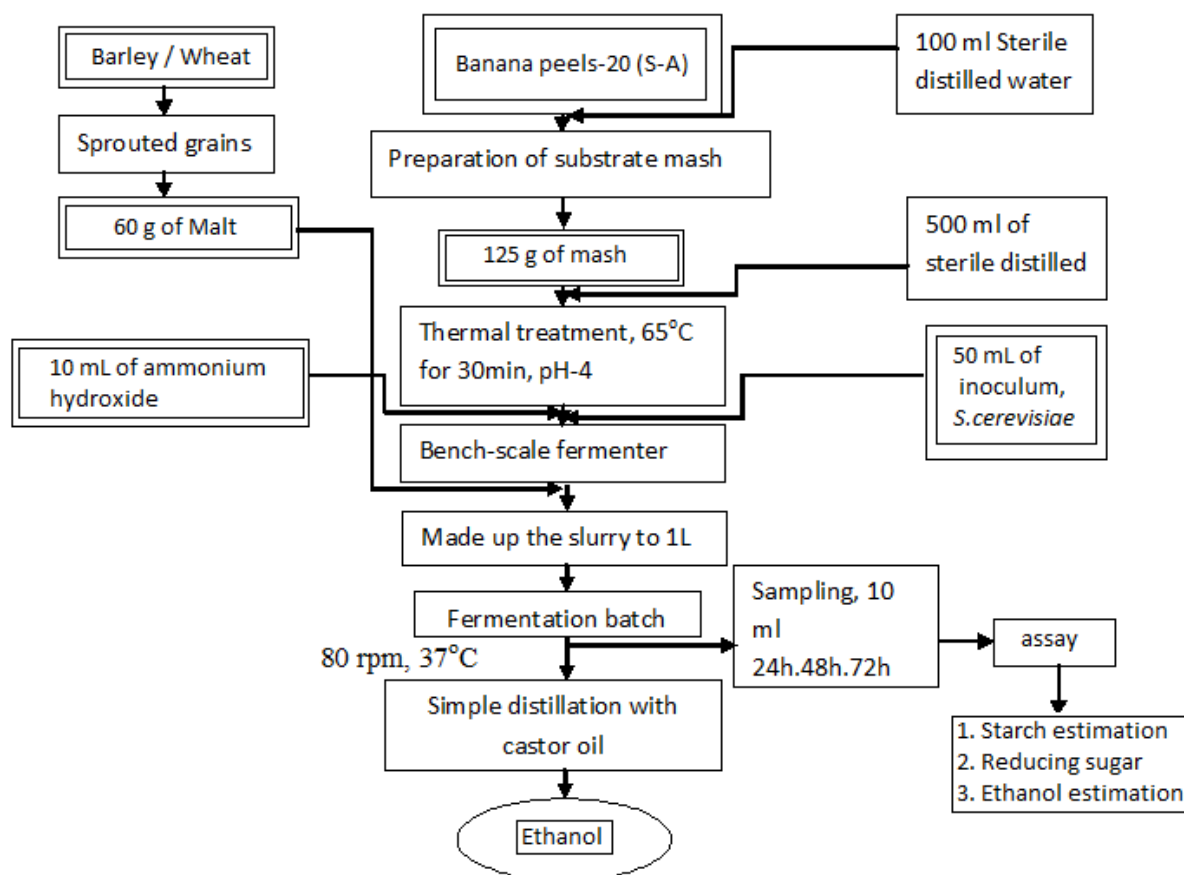 Barley / Wheat
Sprouted grains
60 g of Malt
10 mL of ammonium
hydroxide
Banana peels-20 (S-A)
100 ml Sterile
distilled water
Preparation of substrate mash
125 g of mash
500 ml of
sterile distilled
Thermal treatment, 65°C
for 30min, pH-4
50 mL of
inoculum,
S.cerevisiae
Bench-scale fermenter
Made up the slurry to 1L
Fermentation batch
80 rpm, 37°C
Sampling, 10
ml
24h.48h.72h
assay
1. Starch estimation
2. Reducing sugar
3. Ethanol estimation
Simple distillation with
castor oil
Ethanol